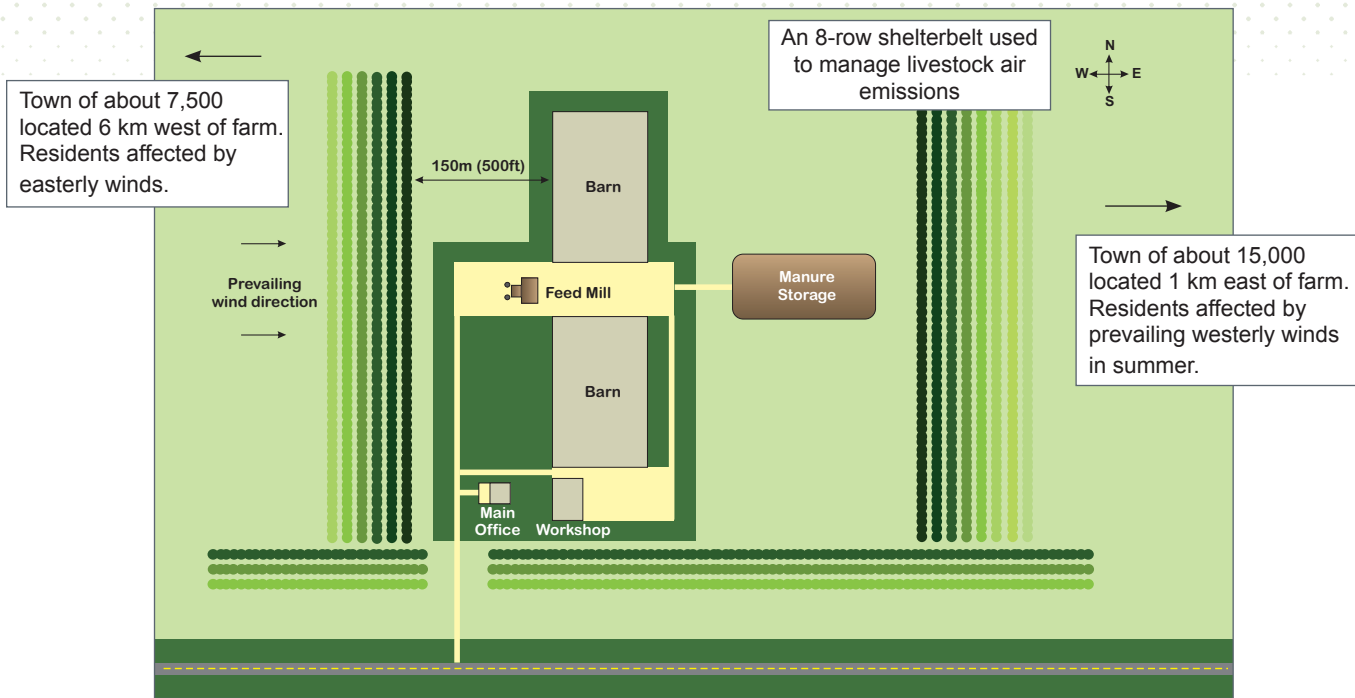 An 8-row shelterbelt used
to manage livestock air
emissions
N
W
E
S
Town of about 7,500
located 6 km west of farm.
Residents affected by
easterly winds.
150m (500ft)
Barn
Prevailing
wind direction
Feed Mill
Manure
Storage
Town of about 15,000
located 1 km east of farm.
Residents affected by
prevailing westerly winds
in summer.
Barn
Main
Office
Workshop